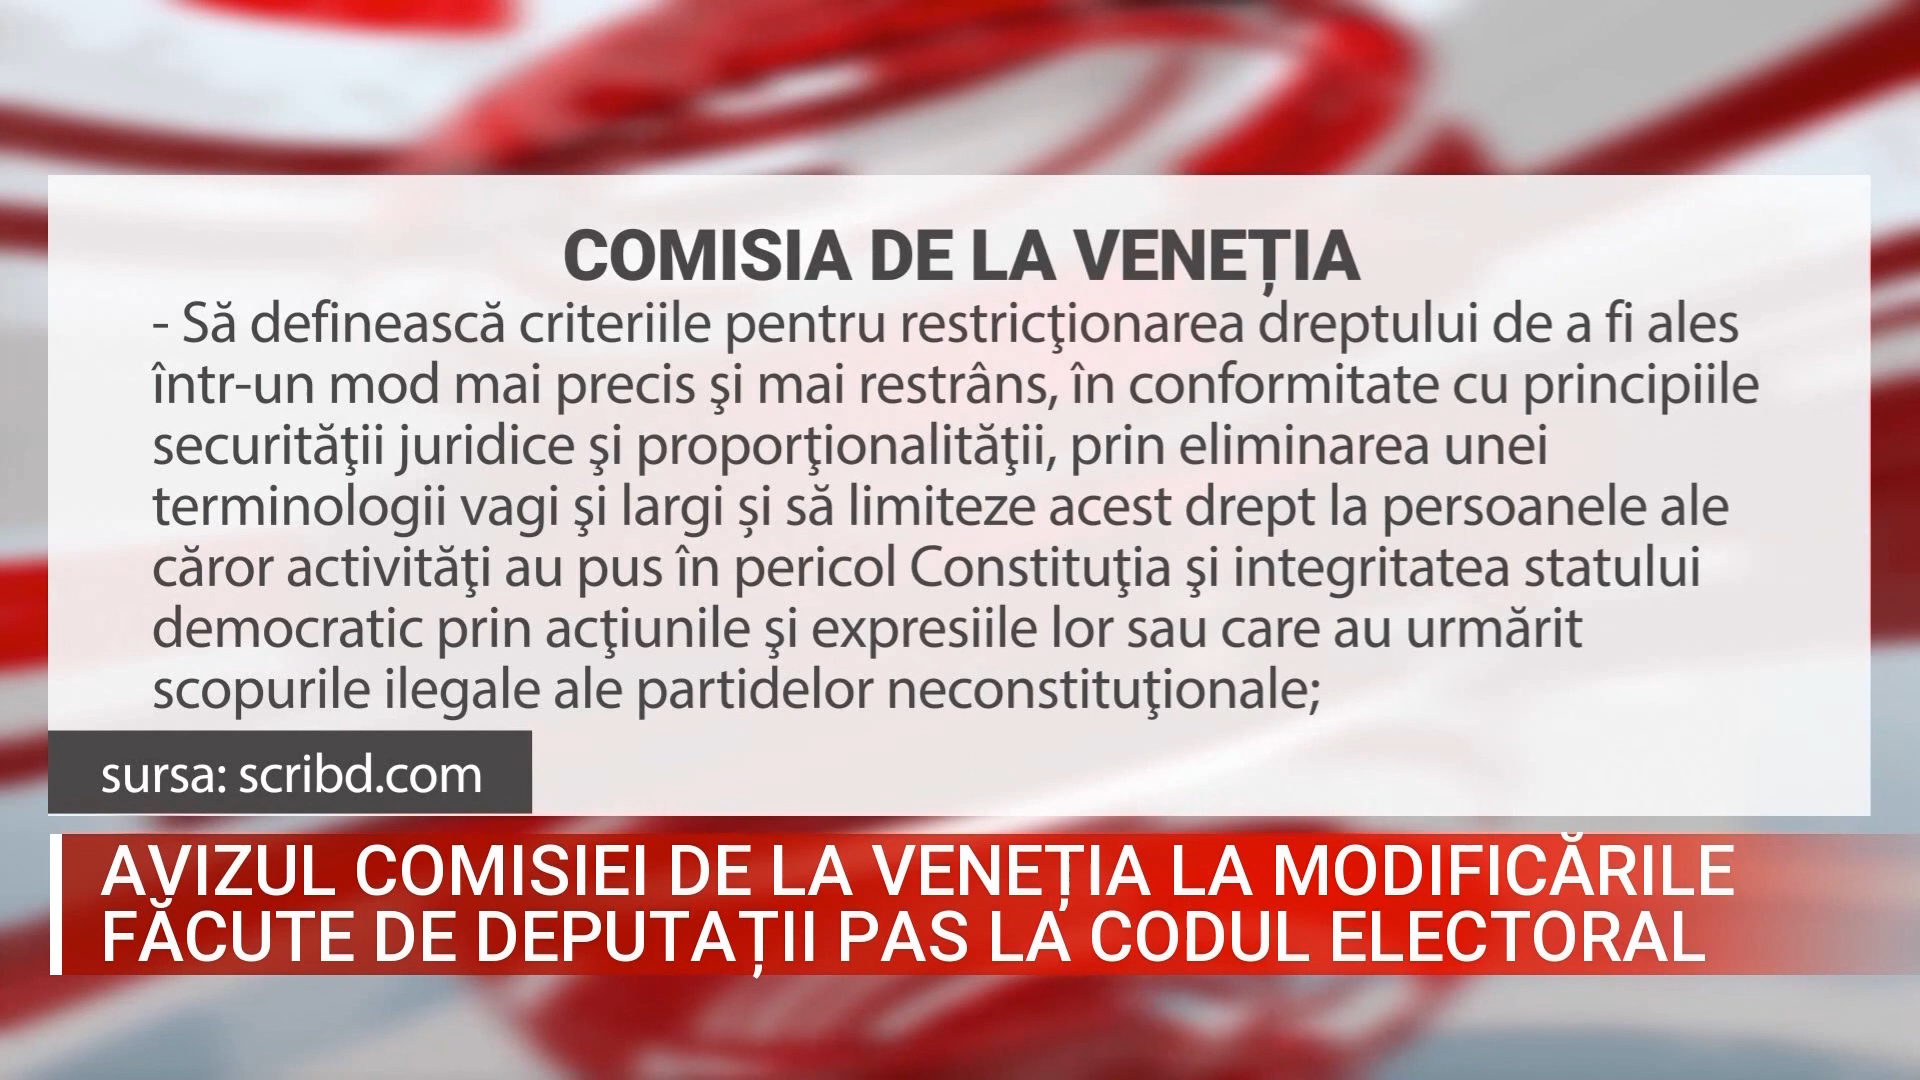 COMISIA DE LA VENEȚIA
- Să definească criteriile pentru restricţionarea dreptului de a fi ales
într-un mod mai precis şi mai restrâns, în conformitate cu principiile
securităţii juridice şi proporţionalităţii, prin eliminarea unei
terminologii vagi şi largi și să limiteze acest drept la persoanele ale
căror activităţi au pus în pericol Constituţia şi integritatea statului
democratic prin acţiunile şi expresiile lor sau care au urmărit
scopurile ilegale ale partidelor neconstituţionale;
sursa: scribd.com
AVIZUL COMISIEI DE LA VENEȚIA LA MODIFICĂRILE
FĂCUTE DE DEPUTAȚII PAS LA CODUL ELECTORAL